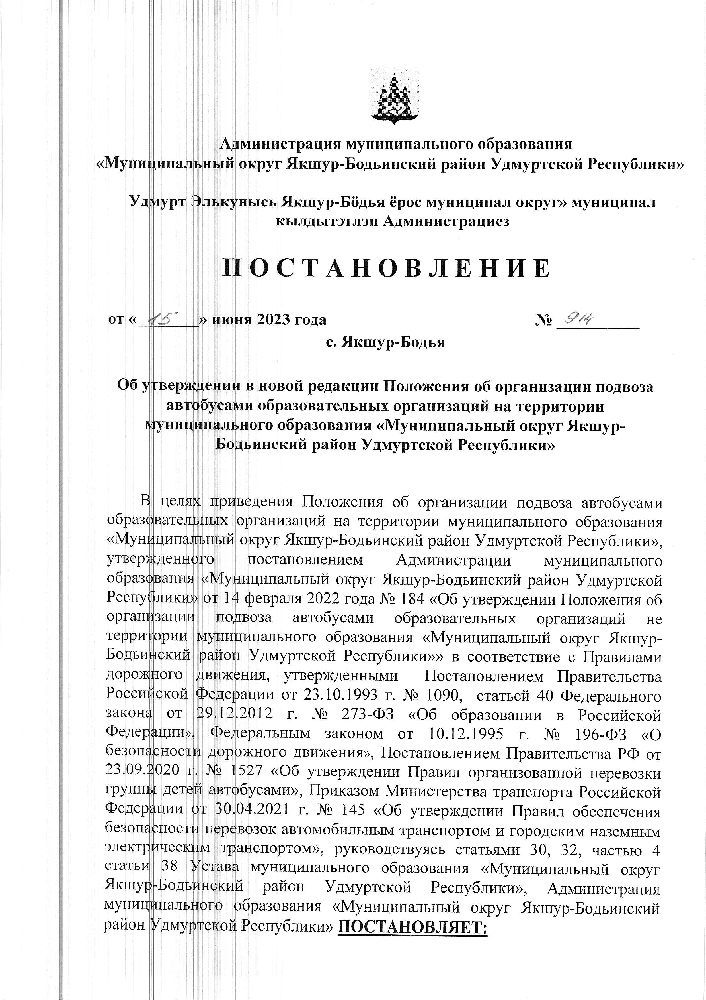 Администрация муниципального образования
«Муниципальный округ Якшур-Бодьинский район Удмуртской Республики»
Удмурт Элькунысь Якшур-Бӧдья ёрос муниципал округ» муниципал
кылдытэтлэн Администрациез
П О С Т А Н О В Л Е Н И Е
от «15» июня 2023 года № 914
с. Якшур-Бодья
Об утверждении в новой редакции Положения об организации подвоза
автобусами образовательных организаций на территории
муниципального образования «Муниципальный округ Якшур-
Бодьинский район Удмуртской Республики»
В целях приведения Положения об организации подвоза автобусами
образовательных организаций на территории муниципального образования
«Муниципальный округ Якшур-Бодьинский район Удмуртской Республики»,
утвержденного постановлением Администрации муниципального
образования «Муниципальный округ Якшур-Бодьинский район Удмуртской
Республики» от 14 февраля 2022 года № 184 «Об утверждении Положения об
организации подвоза автобусами образовательных организаций не
территории муниципального образования «Муниципальный округ Якшур-
Бодьинский район Удмуртской Республики»» в соответствие с Правилами
дорожного движения, утвержденными Постановлением Правительства
Российской Федерации от 23.10.1993 г. № 1090, статьей 40 Федерального
закона от 29.12.2012 г. № 273-ФЗ «Об образовании в Российской
Федерации», Федеральным законом от 10.12.1995 г. № 196-ФЗ «О
безопасности дорожного движения», Постановлением Правительства РФ от
23.09.2020 г. № 1527 «Об утверждении Правил организованной перевозки
группы детей автобусами», Приказом Министерства транспорта Российской
Федерации от 30.04.2021 г. № 145 «Об утверждении Правил обеспечения
безопасности перевозок автомобильным транспортом и городским наземным
электрическим транспортом», руководствуясь статьями 30, 32, частью 4
статьи 38 Устава муниципального образования «Муниципальный округ
Якшур-Бодьинский район Удмуртской Республики», Администрация
муниципального образования «Муниципальный округ Якшур-Бодьинский
район Удмуртской Республики» ПОСТАНОВЛЯЕТ: